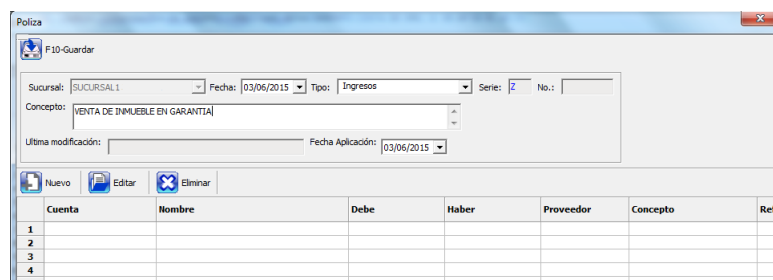 Poliza
F10-Guardar
Sucursal: SUCURSAL1 Fecha: 03/06/2015 Tipo: Ingresos Serie: Z No.:
Concepto: VENTA DE INMUEBLE EN GARANTIA
Ultima modificación: Fecha Aplicación: 03/06/2015
Nuevo Editar Eliminar
Cuenta Nombre Debe Haber Proveedor Concepto Ref
1
2
3
4